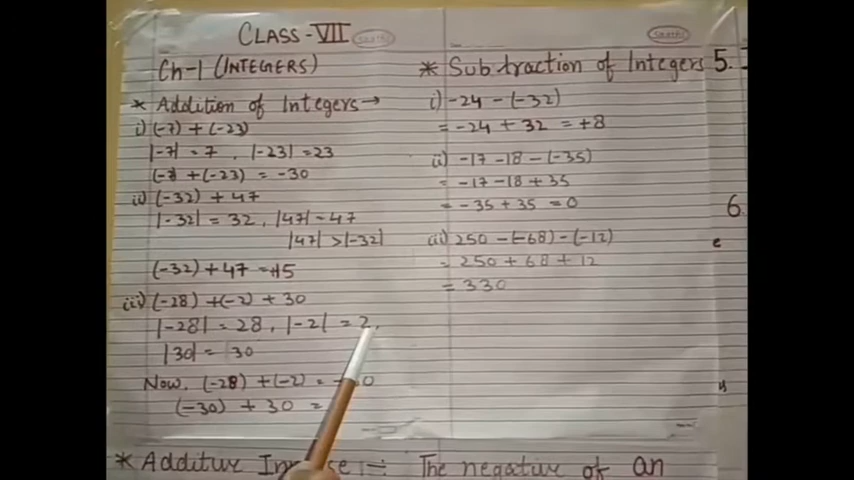 CLASS-VII
Ch-1 (INTEGERS)
* Addition of Integers→
i) (-7) + (-23)
|-7| = 7, |-23| = 23
(-7) + (-23) = -30
ii) (-32) + 47
|-32| = 32, |47| = 47
|47| > |-32|
(-32) + 47 = +15
iii) (-28) + (-2) + 30
|-28| = 28, |-2| = 2,
|30| = 30
Now, (-28) + (-2) = -30
(-30) + 30 =
* Subtraction of Integers
i) -24 - (-32)
= -24 + 32 = +8
ii) -17 -18 - (-35)
= -17 -18 + 35
= -35 + 35 = 0
iii) 250 - (-68) - (-12)
= 250 + 68 + 12
= 330
5.
6.
* Additive In se :- The negative of an